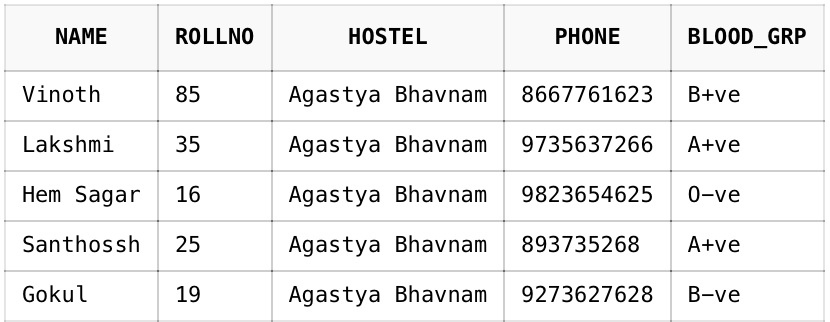 NAME ROLLNO HOSTEL PHONE BLOOD_GRP
Vinoth 85 Agastya Bhavnam 8667761623 B+ve
Lakshmi 35 Agastya Bhavnam 9735637266 A+ve
Hem Sagar 16 Agastya Bhavnam 9823654625 O−ve
Santhossh 25 Agastya Bhavnam 893735268 A+ve
Gokul 19 Agastya Bhavnam 9273627628 B−ve